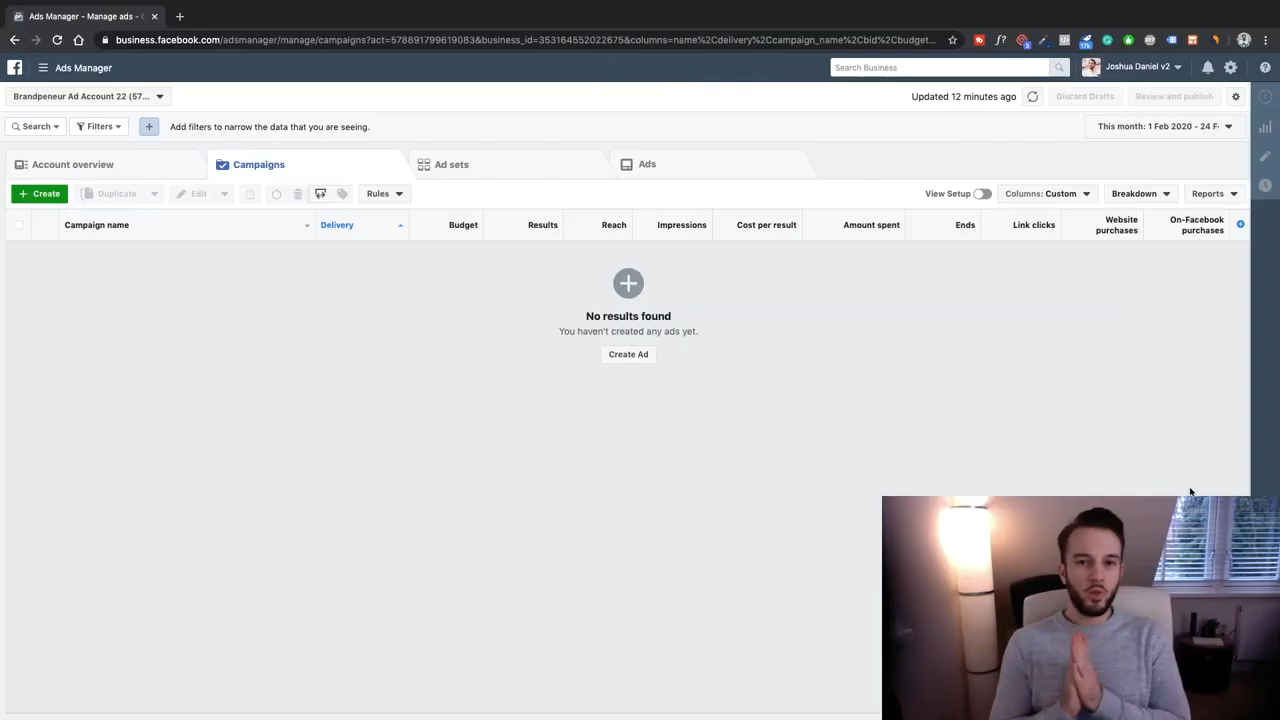 Ads Manager - Manage ads - (
business.facebook.com/adsmanager/manage/campaigns?act=578891799619083&business_id=353164552022675&columns=name%2Cdelivery%2Ccampaign_name%2Cbid%2Cbudget...
Ads Manager
Search Business
Joshua Daniel v2
Brandpeneur Ad Account 22 (57...
Updated 12 minutes ago
Discard Drafts
Review and publish
Search
Filters
Add filters to narrow the data that you are seeing.
This month: 1 Feb 2020 - 24 F
Account overview
Campaigns
Ad sets
Ads
Create
Duplicate
Edit
Rules
View Setup
Columns: Custom
Breakdown
Reports
Campaign name
Delivery
Budget
Results
Reach
Impressions
Cost per result
Amount spent
Ends
Link clicks
Website
purchases
On-Facebook
purchases
No results found
You haven't created any ads yet.
Create Ad